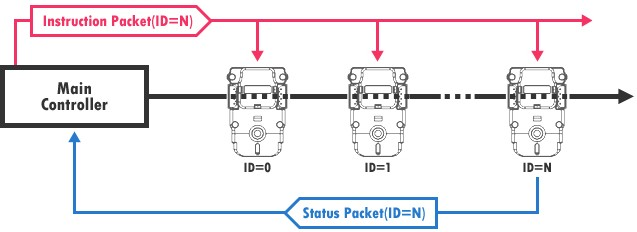 Instruction Packet(ID=N)
Main
Controller
ID=0
ID=1
ID=N
Status Packet(ID=N)